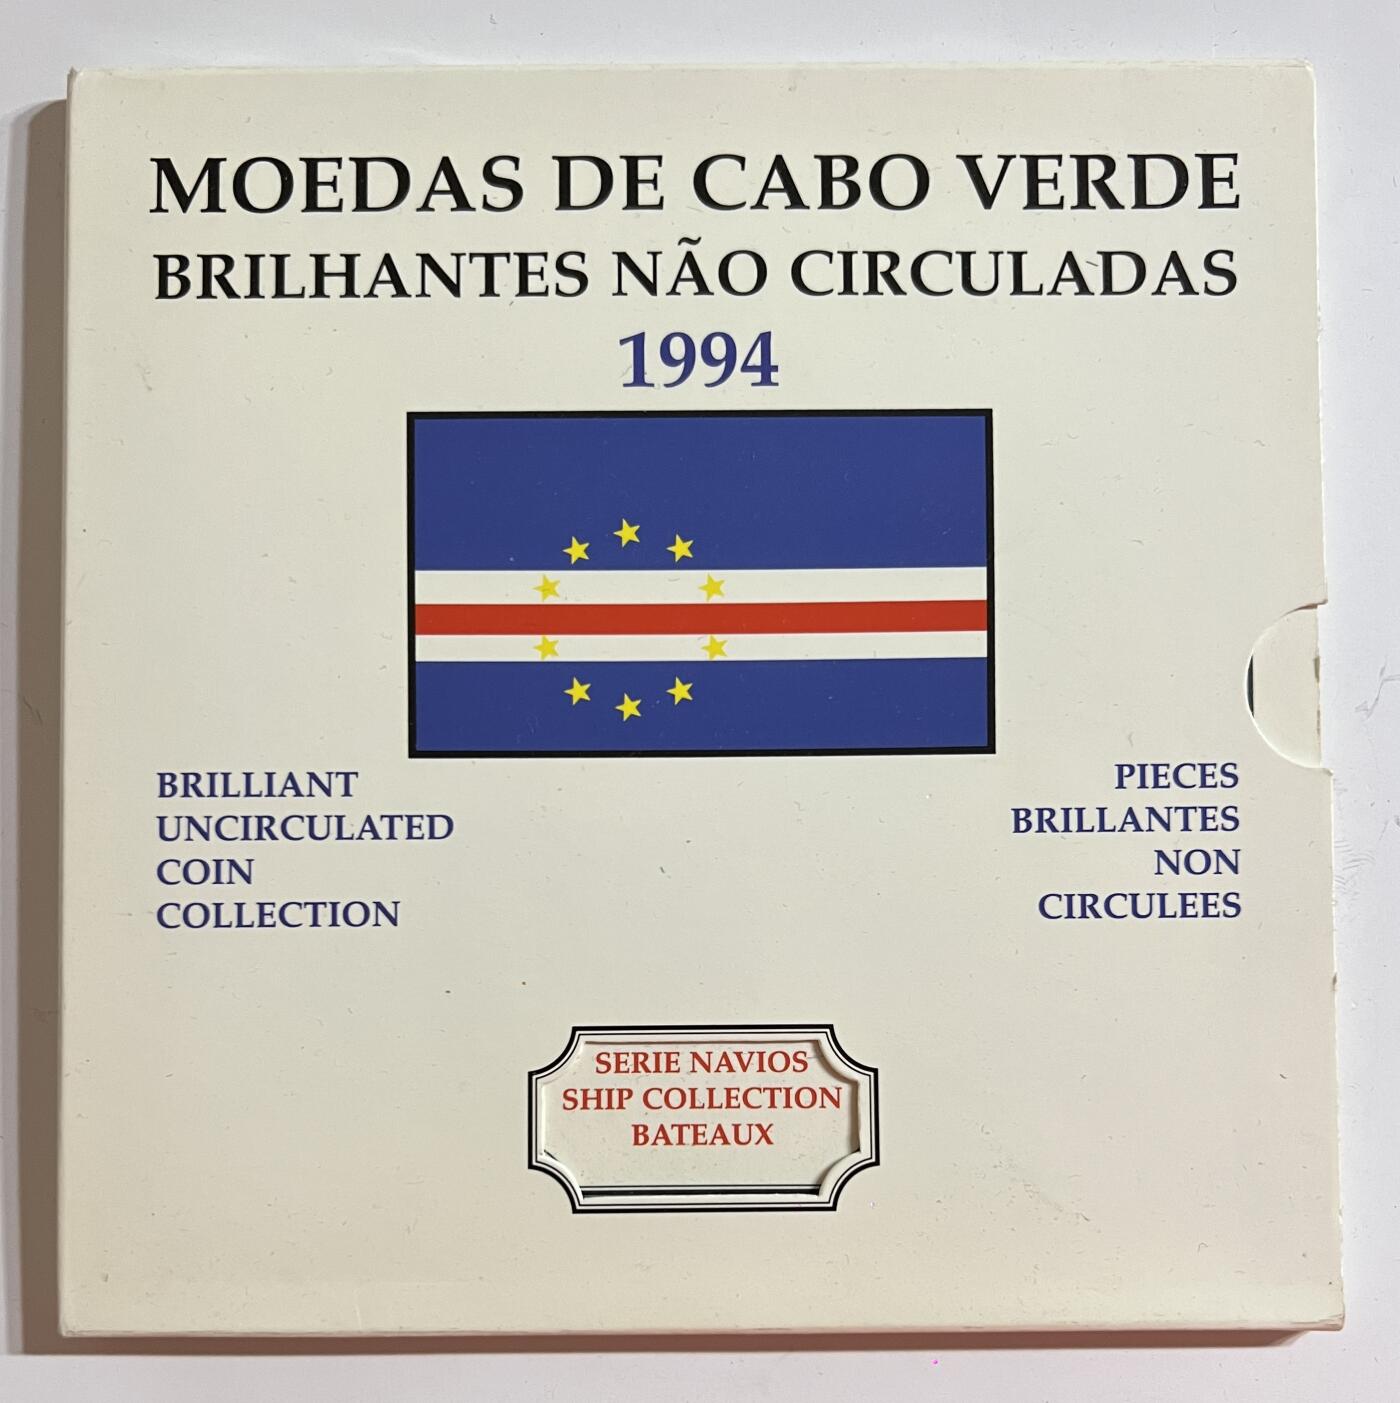 MOEDAS DE CABO VERDE
BRILHANTES NÃO CIRCULADAS
1994
BRILLIANT
UNCIRCULATED
COIN
COLLECTION
PIECES
BRILLANTES
NON
CIRCULEES
SERIE NAVIOS
SHIP COLLECTION
BATEAUX